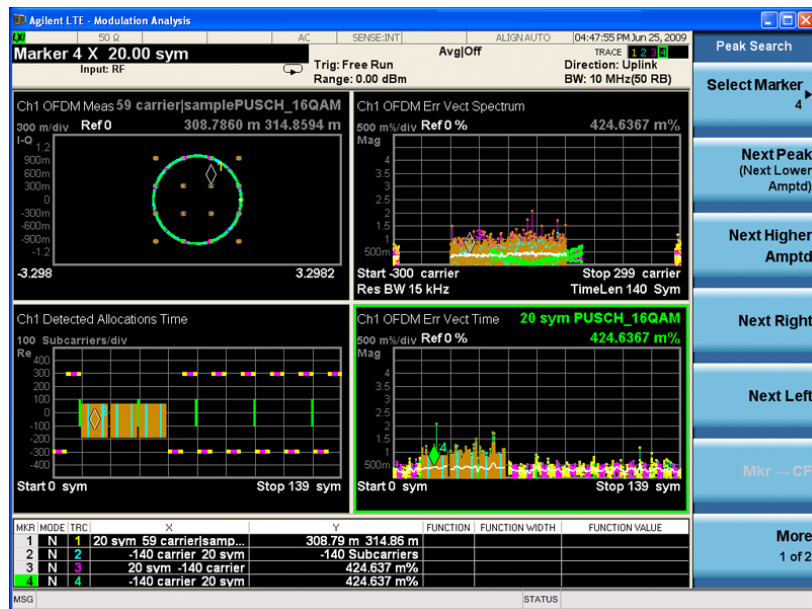 Agilent LTE - Modulation Analysis
LXI 50 Ω AC SENSE:INT ALIGN AUTO 04:47:55 PM Jun 25, 2009
Marker 4 X 20.00 sym
Input: RF
Trig: Free Run
Range: 0.00 dBm
Avg|Off
TRACE 1 2 3 4
Direction: Uplink
BW: 10 MHz(50 RB)
Ch1 OFDM Meas 59 carrier|samplePUSCH_16QAM
300 m/div Ref 0 308.7860 m 314.8594 m
I-Q
1.2
900m
600m
300m
0
-300m
-600m
-900m
-1.2
1
-3.298 3.2982
Ch1 OFDM Err Vect Spectrum
500 m%/div Ref 0 % 424.6367 m%
Mag
4
3.5
3
2.5
2
1.5
1
500m
3
Start -300 carrier Stop 299 carrier
Res BW 15 kHz TimeLen 140 Sym
Ch1 Detected Allocations Time
100 Subcarriers/div
Re
400
300
200
100
0
-100
-200
-300
-400
2
Start 0 sym Stop 139 sym
Ch1 OFDM Err Vect Time 20 sym PUSCH_16QAM
500 m%/div Ref 0 % 424.6367 m%
Mag
4
3.5
3
2.5
2
1.5
1
500m
4
Start 0 sym Stop 139 sym
MKR MODE TRC X Y FUNCTION FUNCTION WIDTH FUNCTION VALUE
1 N 1 20 sym 59 carrier|samp... 308.79 m 314.86 m
2 N 2 -140 carrier 20 sym -140 Subcarriers
3 N 3 20 sym -140 carrier 424.637 m%
4 N 4 -140 carrier 20 sym 424.637 m%
MSG STATUS
Peak Search
Select Marker
4
Next Peak
(Next Lower
Amptd)
Next Higher
Amptd
Next Right
Next Left
Mkr → CF
More
1 of 2